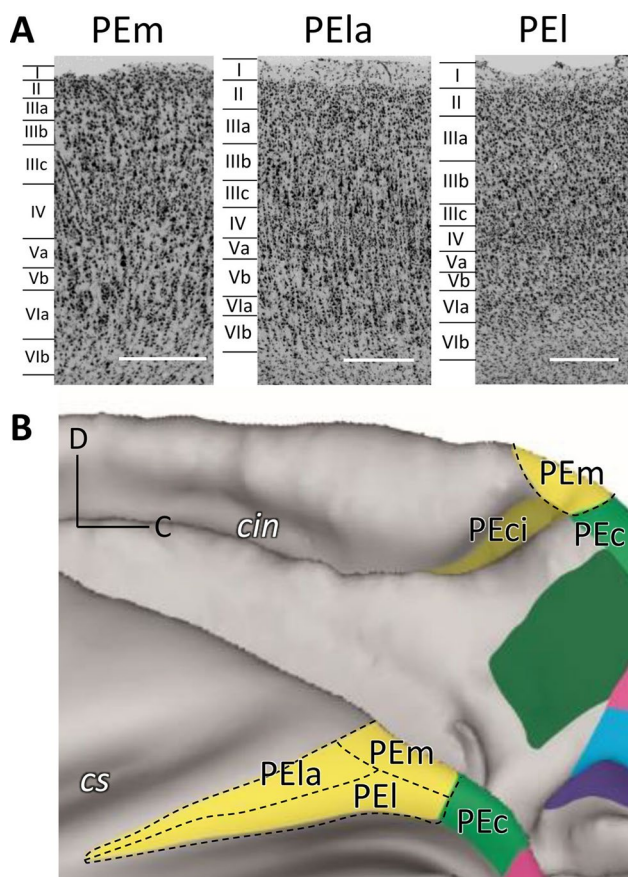 A
PEm
PEla
PEl
I
II
IIIa
IIIb
IIIc
IV
Va
Vb
VIa
VIb
I
II
IIIa
IIIb
IIIc
IV
Va
Vb
VIa
VIb
I
II
IIIa
IIIb
IIIc
IV
Va
Vb
VIa
VIb
B
D
C
cin
PEm
PEci
PEc
cs
PEla
PEm
PEl
PEc